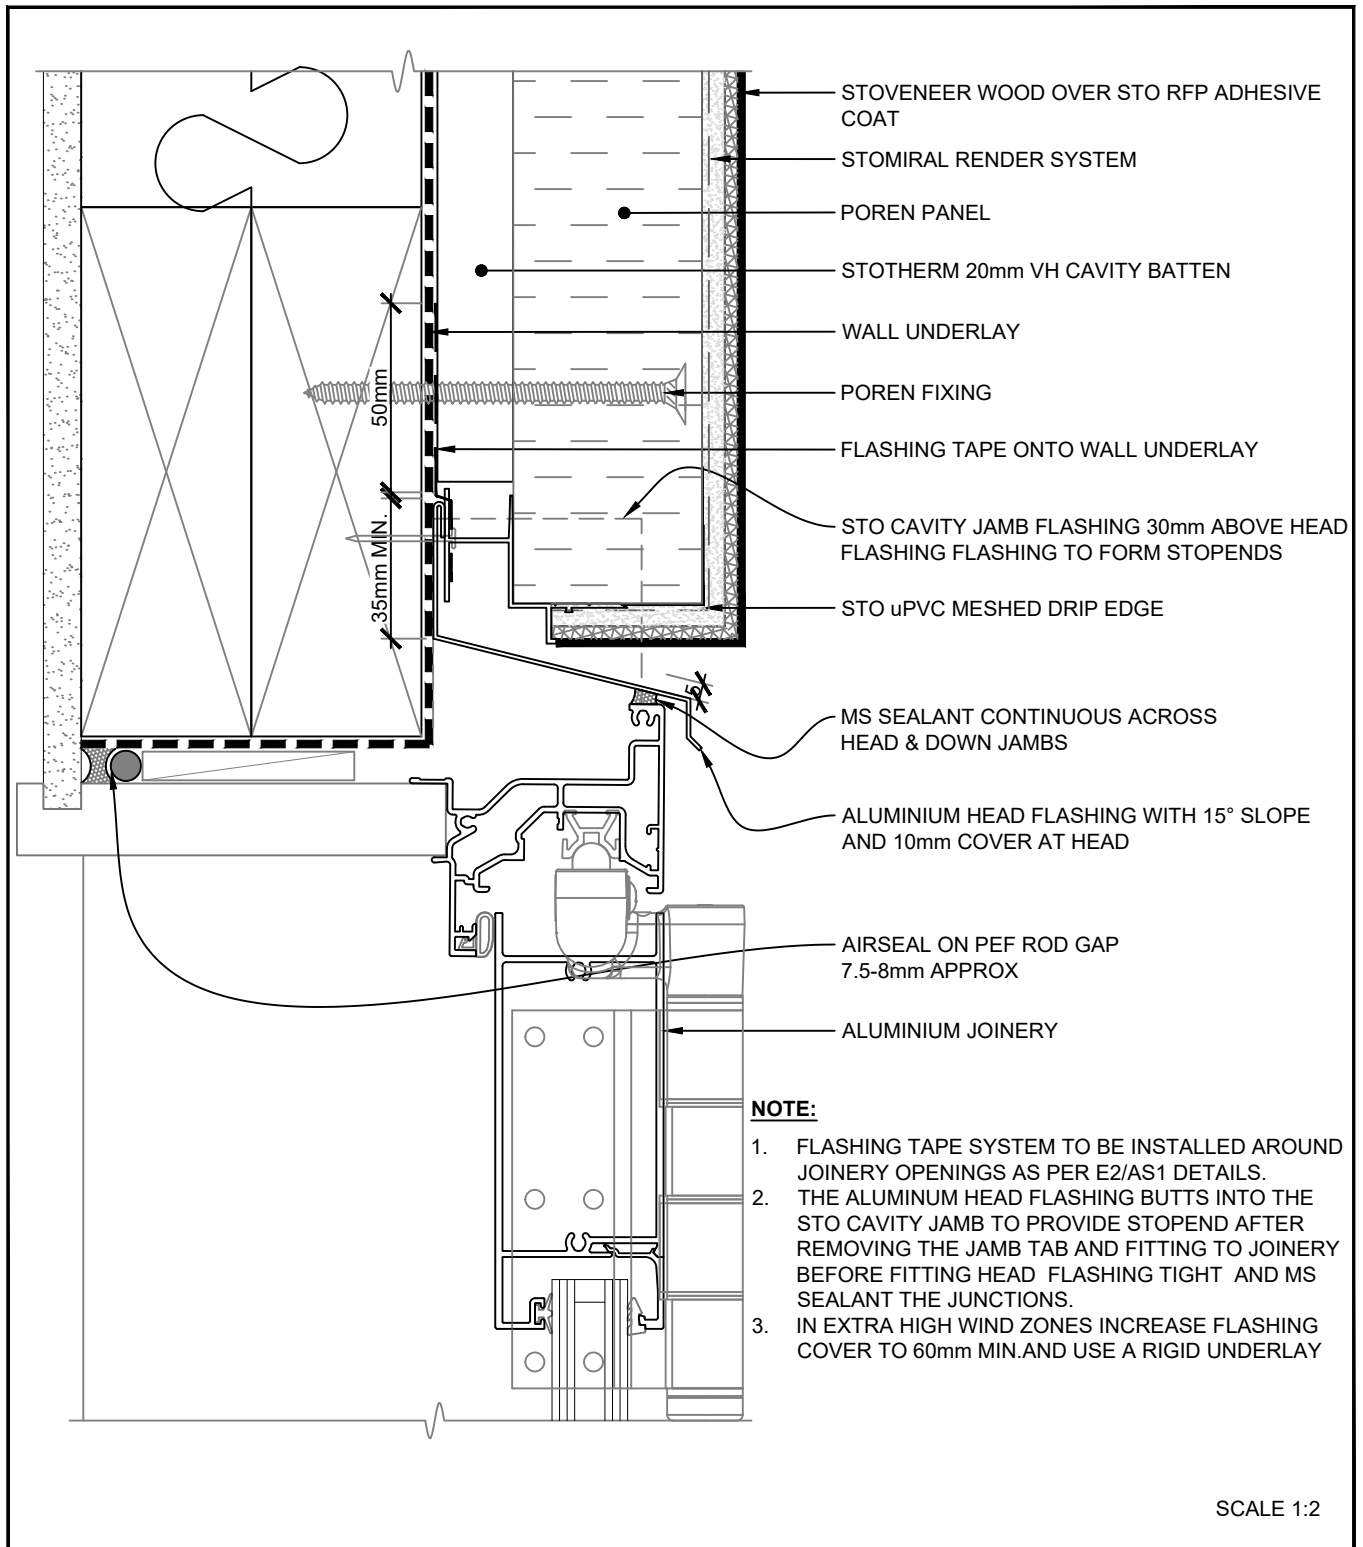 STOVENEER WOOD OVER STO RFP ADHESIVE
COAT
STOMIRAL RENDER SYSTEM
POREN PANEL
STOTHERM 20mm VH CAVITY BATTEN
WALL UNDERLAY
POREN FIXING
50mm
FLASHING TAPE ONTO WALL UNDERLAY
35mm MIN.
STO CAVITY JAMB FLASHING 30mm ABOVE HEAD
FLASHING FLASHING TO FORM STOPENDS
STO uPVC MESHED DRIP EDGE
5
MS SEALANT CONTINUOUS ACROSS
HEAD & DOWN JAMBS
ALUMINIUM HEAD FLASHING WITH 15° SLOPE
AND 10mm COVER AT HEAD
AIRSEAL ON PEF ROD GAP
7.5-8mm APPROX
ALUMINIUM JOINERY
NOTE:
1. FLASHING TAPE SYSTEM TO BE INSTALLED AROUND
JOINERY OPENINGS AS PER E2/AS1 DETAILS.
2. THE ALUMINUM HEAD FLASHING BUTTS INTO THE
STO CAVITY JAMB TO PROVIDE STOPEND AFTER
REMOVING THE JAMB TAB AND FITTING TO JOINERY
BEFORE FITTING HEAD FLASHING TIGHT AND MS
SEALANT THE JUNCTIONS.
3. IN EXTRA HIGH WIND ZONES INCREASE FLASHING
COVER TO 60mm MIN.AND USE A RIGID UNDERLAY
SCALE 1:2